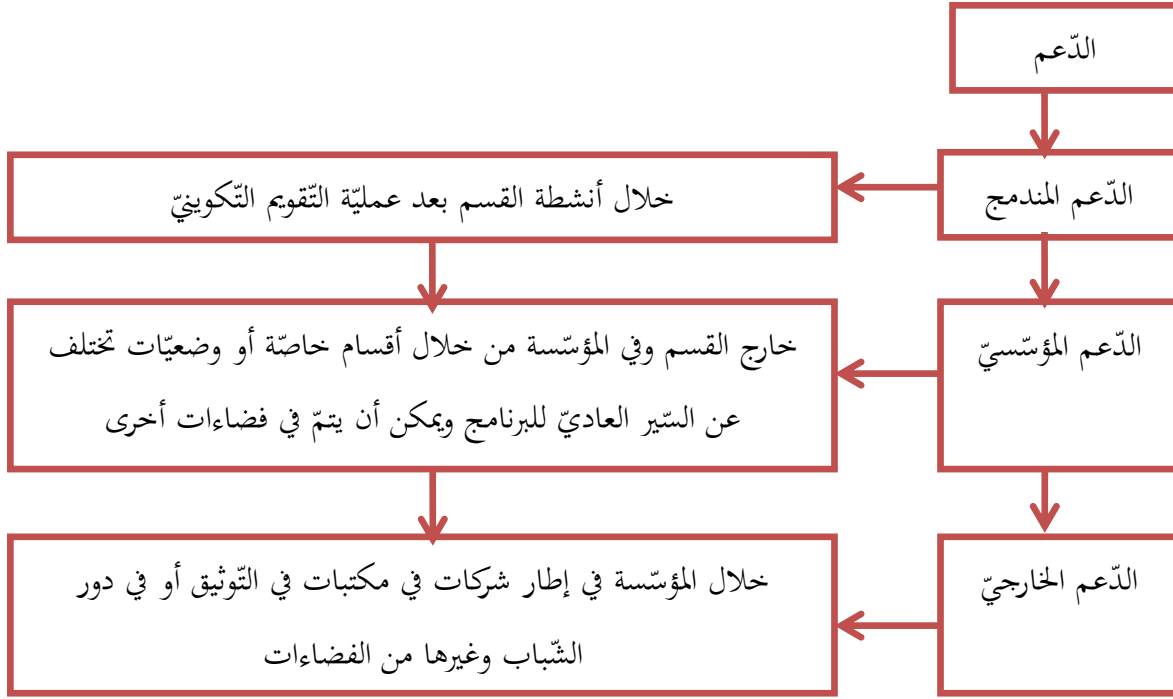 الدّعم
الدّعم المندمج
خلال أنشطة القسم بعد عمليّة التّقويم التّكوينيّ
الدّعم المؤسّسيّ
خارج القسم وفي المؤسّسة من خلال أقسام خاصّة أو وضعيّات تختلف
عن السّير العاديّ للبرنامج ويمكن أن يتمّ في فضاءات أخرى
الدّعم الخارجيّ
خلال المؤسّسة في إطار شركات في مكتبات في التّوثيق أو في دور
الشّباب وغيرها من الفضاءات